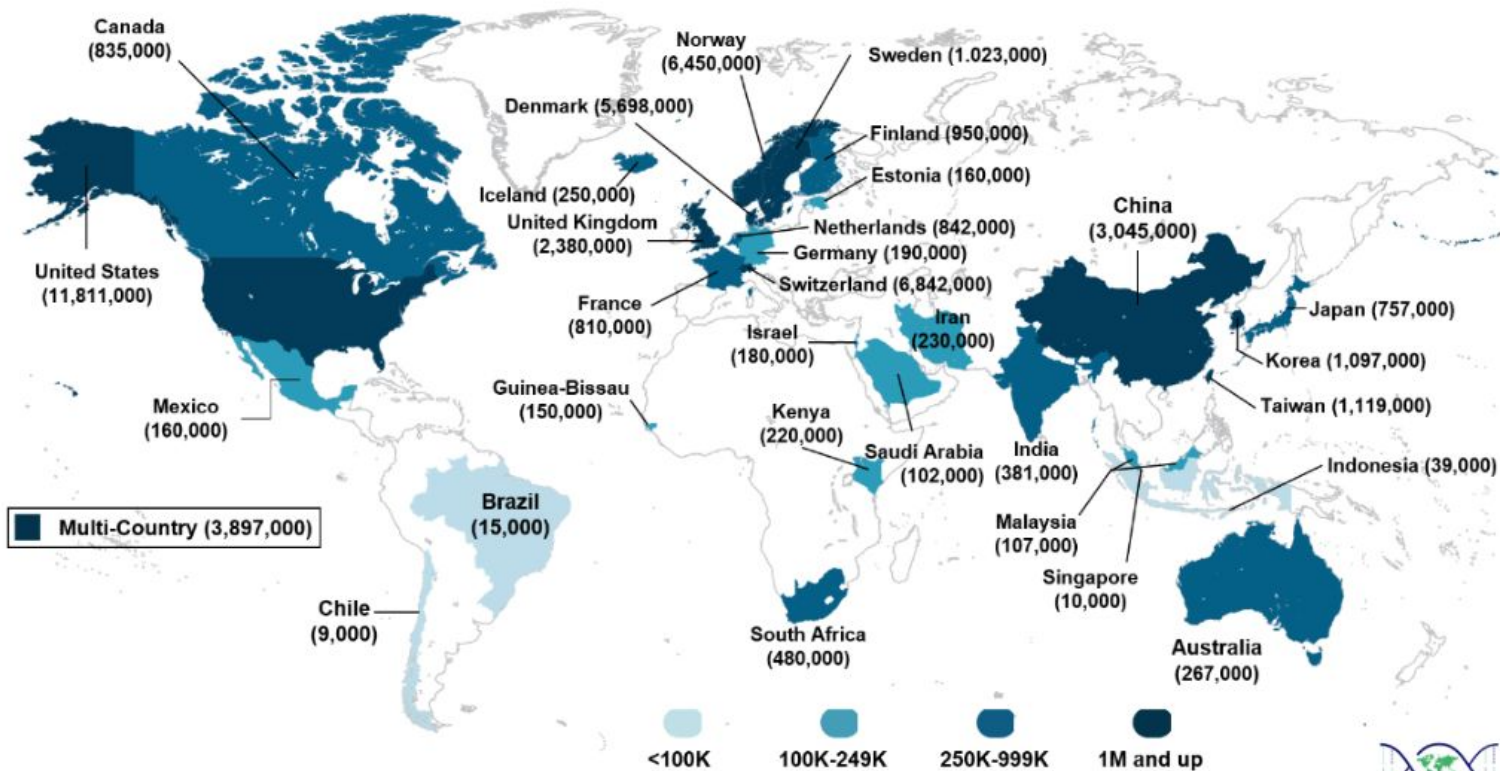 Canada
(835,000)
Norway
(6,450,000)
Sweden (1.023,000)
Denmark (5,698,000)
Finland (950,000)
Iceland (250,000)
Estonia (160,000)
United Kingdom
(2,380,000)
Netherlands (842,000)
Germany (190,000)
Switzerland (6,842,000)
China
(3,045,000)
United States
(11,811,000)
France
(810,000)
Israel
(180,000)
Iran
(230,000)
Japan (757,000)
Korea (1,097,000)
Mexico
(160,000)
Guinea-Bissau
(150,000)
Kenya
(220,000)
Saudi Arabia
(102,000)
India
(381,000)
Taiwan (1,119,000)
Indonesia (39,000)
Brazil
(15,000)
Multi-Country (3,897,000)
Malaysia
(107,000)
Singapore
(10,000)
Chile
(9,000)
South Africa
(480,000)
Australia
(267,000)
<100K
100K-249K
250K-999K
1M and up